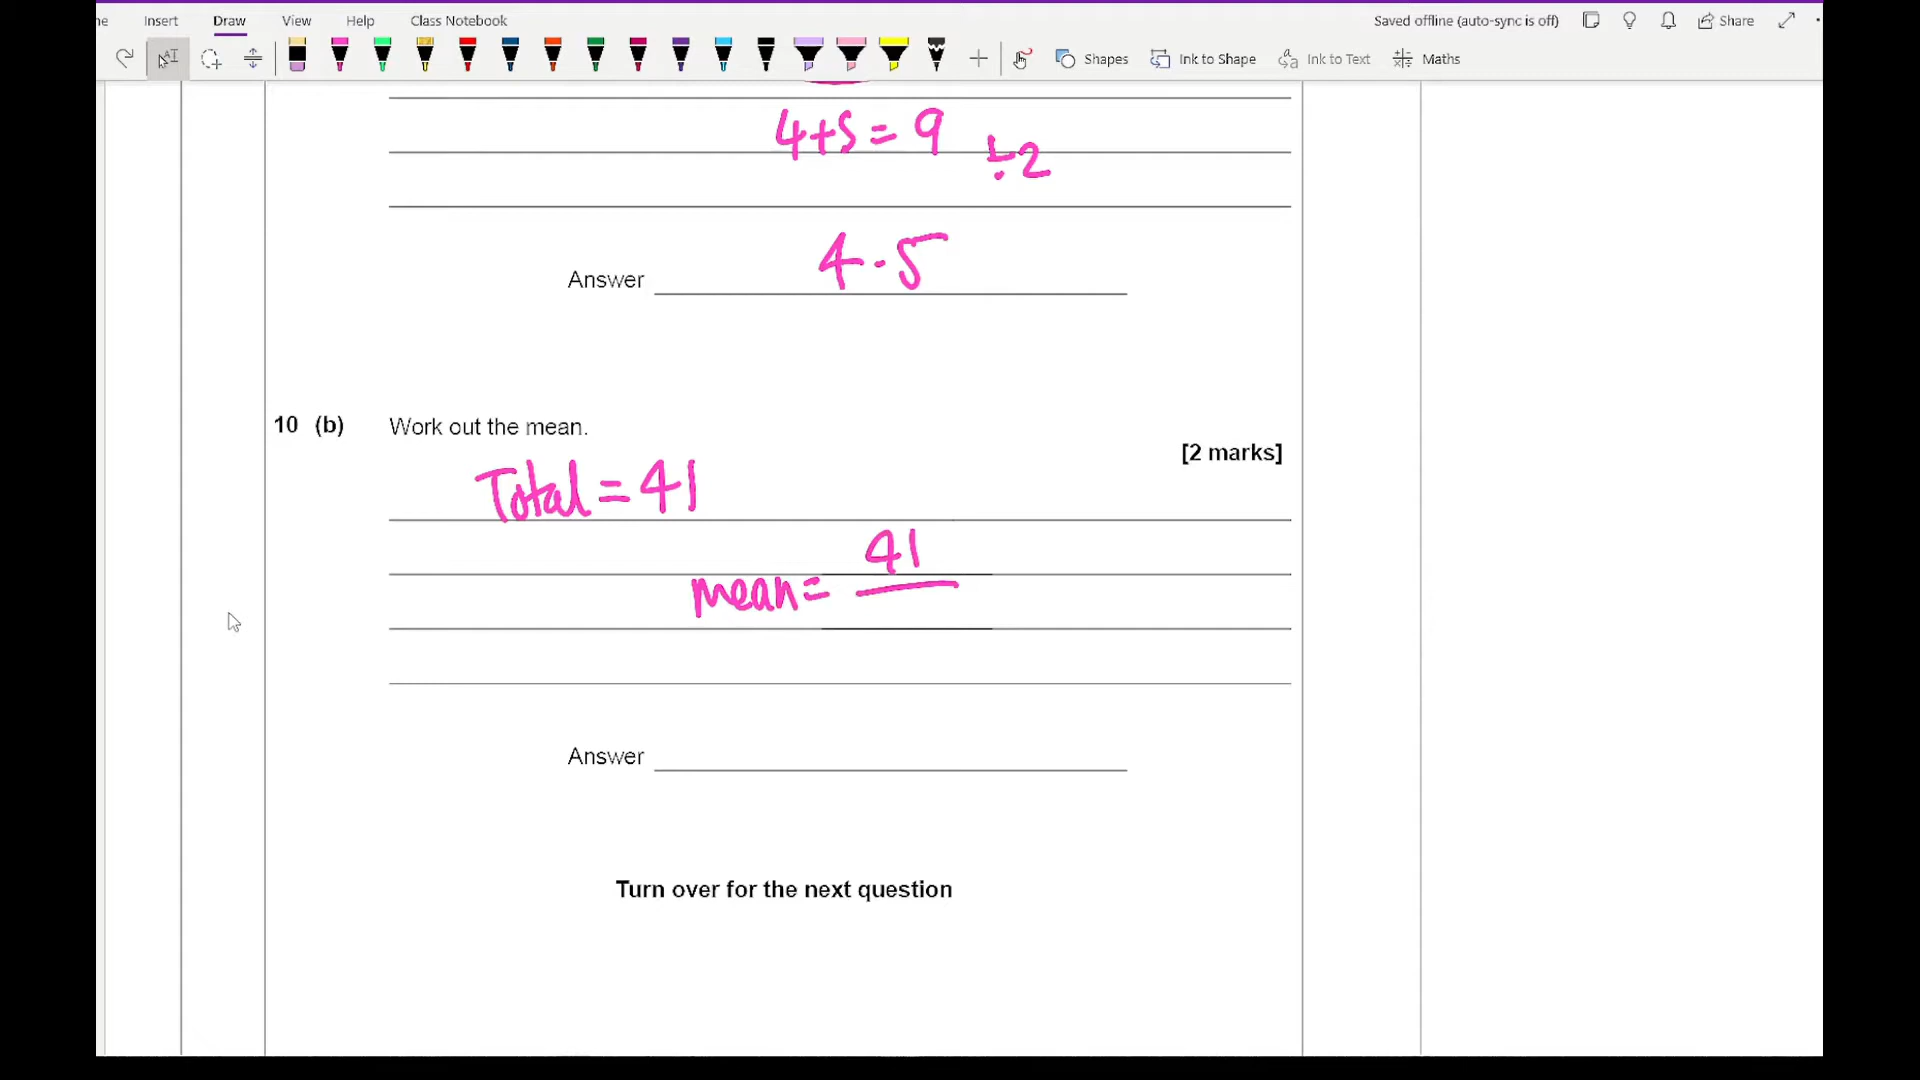 Insert Draw View Help Class Notebook Saved offline (auto-sync is off) Share
Shapes Ink to Shape Ink to Text Maths
4+5=9 ÷2
Answer 4.5
10 (b) Work out the mean.
[2 marks]
Total=41
41
mean=
Answer
Turn over for the next question